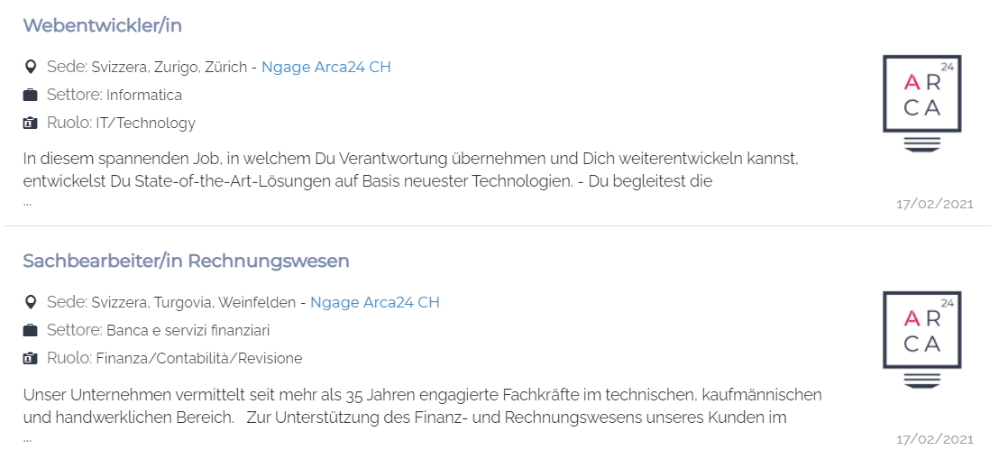 Webentwickler/in
Sede: Svizzera, Zurigo, Zürich - Ngage Arca24 CH
Settore: Informatica
Ruolo: IT/Technology
In diesem spannenden Job, in welchem Du Verantwortung übernehmen und Dich weiterentwickeln kannst,
entwickelst Du State-of-the-Art-Lösungen auf Basis neuester Technologien. - Du begleitest die
...
24
AR
CA
17/02/2021
Sachbearbeiter/in Rechnungswesen
Sede: Svizzera, Turgovia, Weinfelden - Ngage Arca24 CH
Settore: Banca e servizi finanziari
Ruolo: Finanza/Contabilità/Revisione
Unser Unternehmen vermittelt seit mehr als 35 Jahren engagierte Fachkräfte im technischen, kaufmännischen
und handwerklichen Bereich.   Zur Unterstützung des Finanz- und Rechnungswesens unseres Kunden im
...
24
AR
CA
17/02/2021